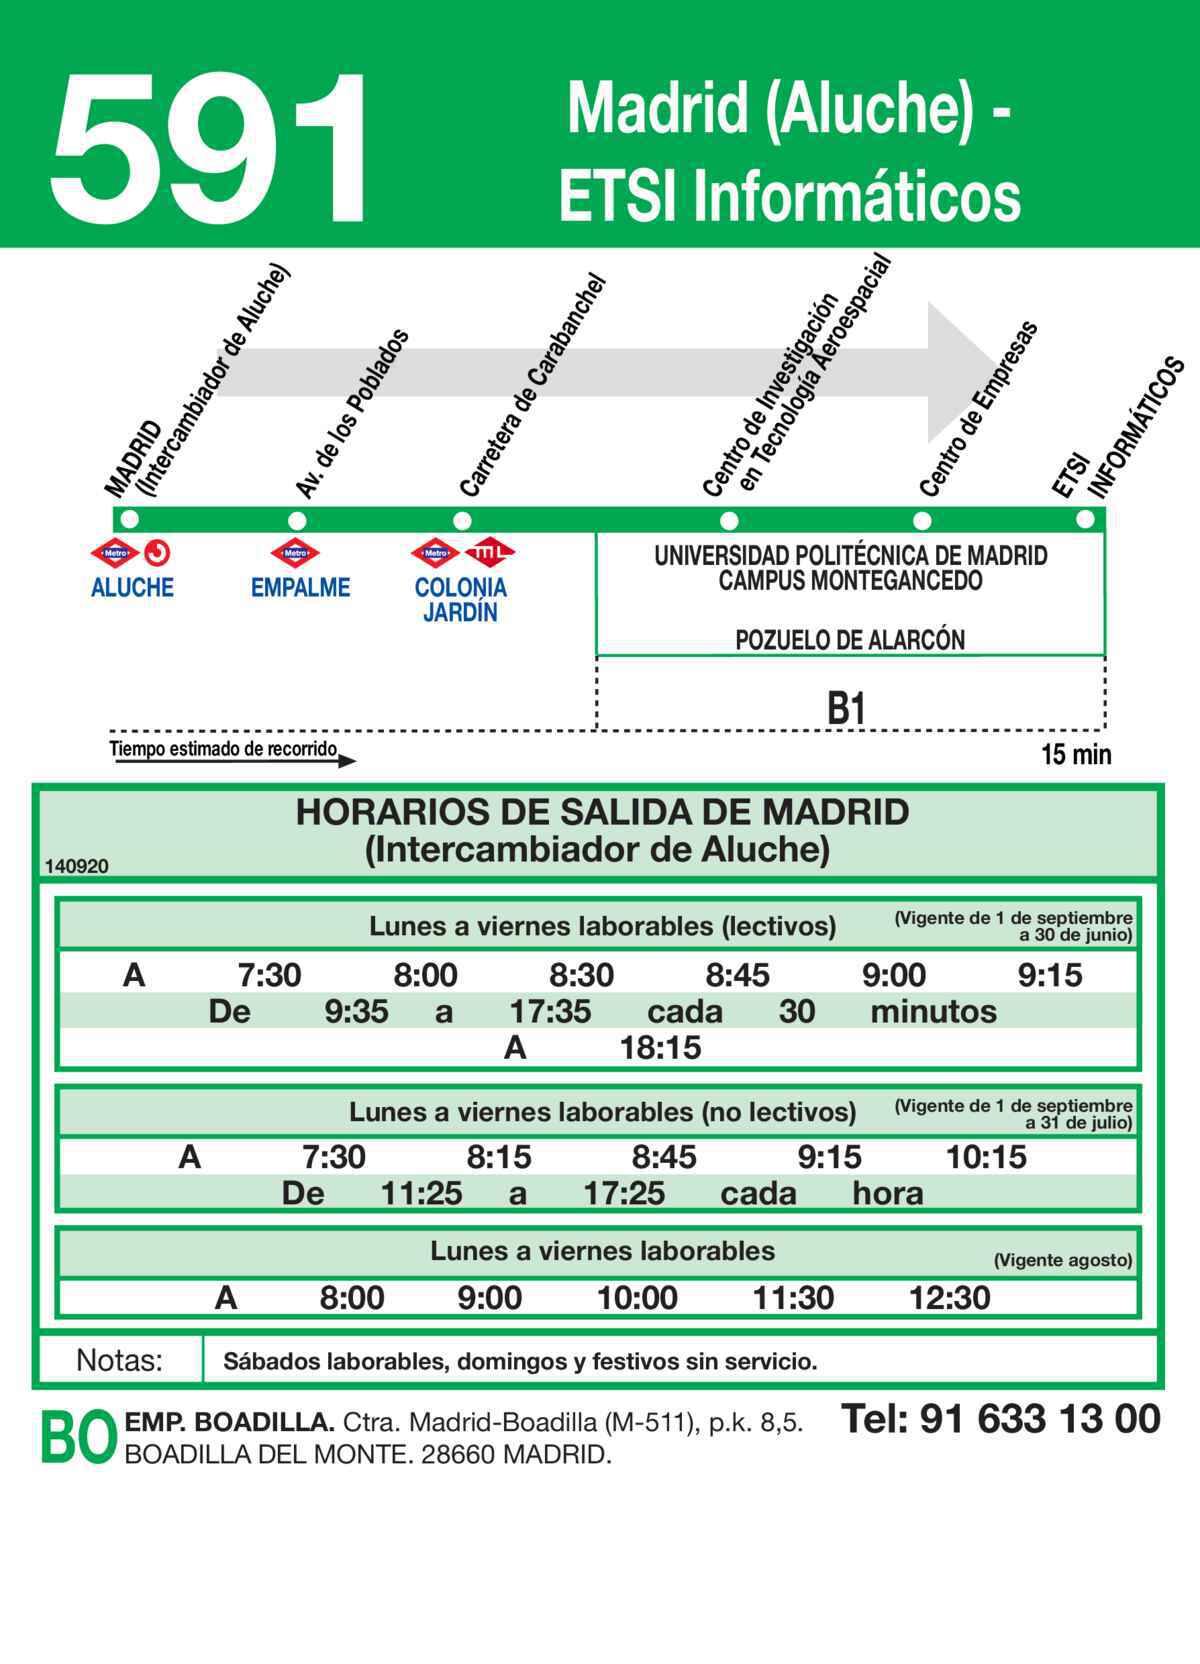 591
Madrid (Aluche) -
ETSI Informáticos
MADRID
(Intercambiador de Aluche)
Av. de los Poblados
Carretera de Carabanchel
Centro de Investigación
en Tecnología Aeroespacial
Centro de Empresas
ETSI
INFORMÁTICOS
Metro
ALUCHE
Metro
EMPALME
Metro ML
COLONIA
JARDÍN
UNIVERSIDAD POLITÉCNICA DE MADRID
CAMPUS MONTEGANCEDO
POZUELO DE ALARCÓN
B1
Tiempo estimado de recorrido
15 min
HORARIOS DE SALIDA DE MADRID
(Intercambiador de Aluche)
140920
Lunes a viernes laborables (lectivos)
(Vigente de 1 de septiembre
a 30 de junio)
A 7:30 8:00 8:30 8:45 9:00 9:15
De 9:35 a 17:35 cada 30 minutos
A 18:15
Lunes a viernes laborables (no lectivos)
(Vigente de 1 de septiembre
a 31 de julio)
A 7:30 8:15 8:45 9:15 10:15
De 11:25 a 17:25 cada hora
Lunes a viernes laborables
(Vigente agosto)
A 8:00 9:00 10:00 11:30 12:30
Notas: Sábados laborables, domingos y festivos sin servicio.
BO EMP. BOADILLA. Ctra. Madrid-Boadilla (M-511), p.k. 8,5.
BOADILLA DEL MONTE. 28660 MADRID.
Tel: 91 633 13 00